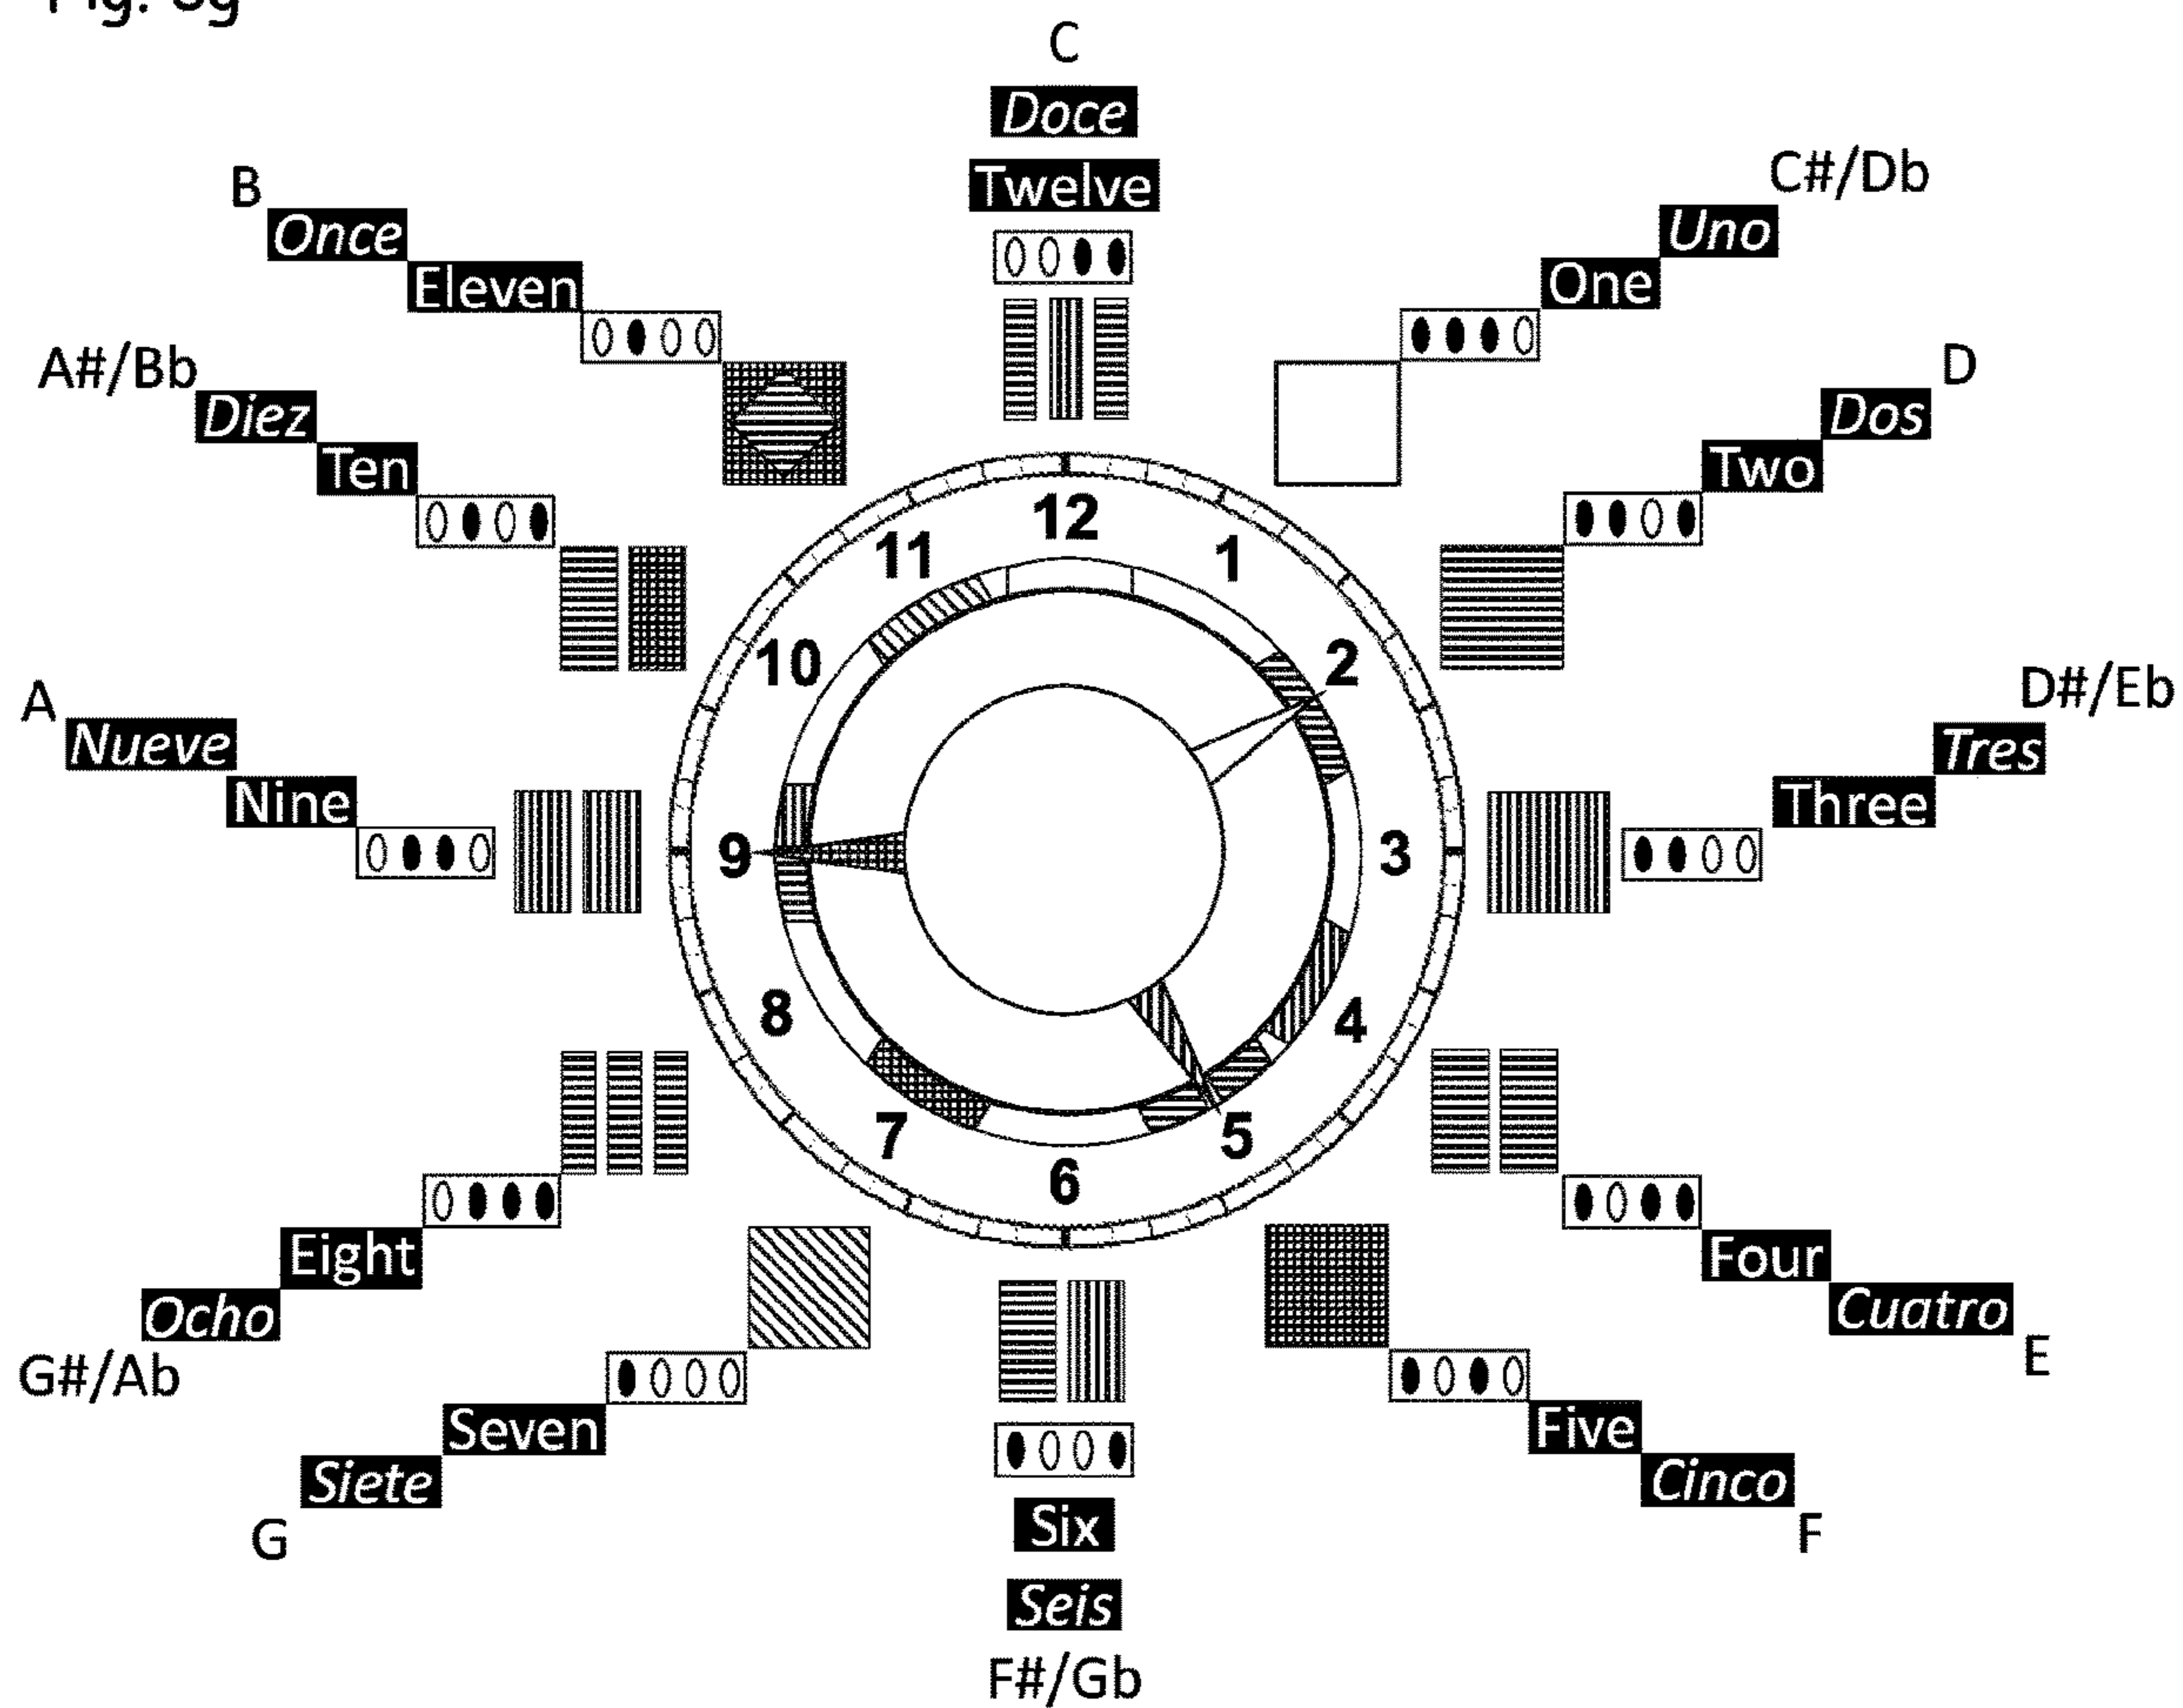 C
Doce
Twelve
C#/Db
Uno
One
D
Dos
Two
D#/Eb
Tres
Three
Four
Cuatro
E
Five
Cinco
F
Six
Seis
F#/Gb
Seven
Siete
G
Eight
Ocho
G#/Ab
A
Nueve
Nine
A#/Bb
Diez
Ten
B
Once
Eleven
12
1
2
3
4
5
6
7
8
9
10
11